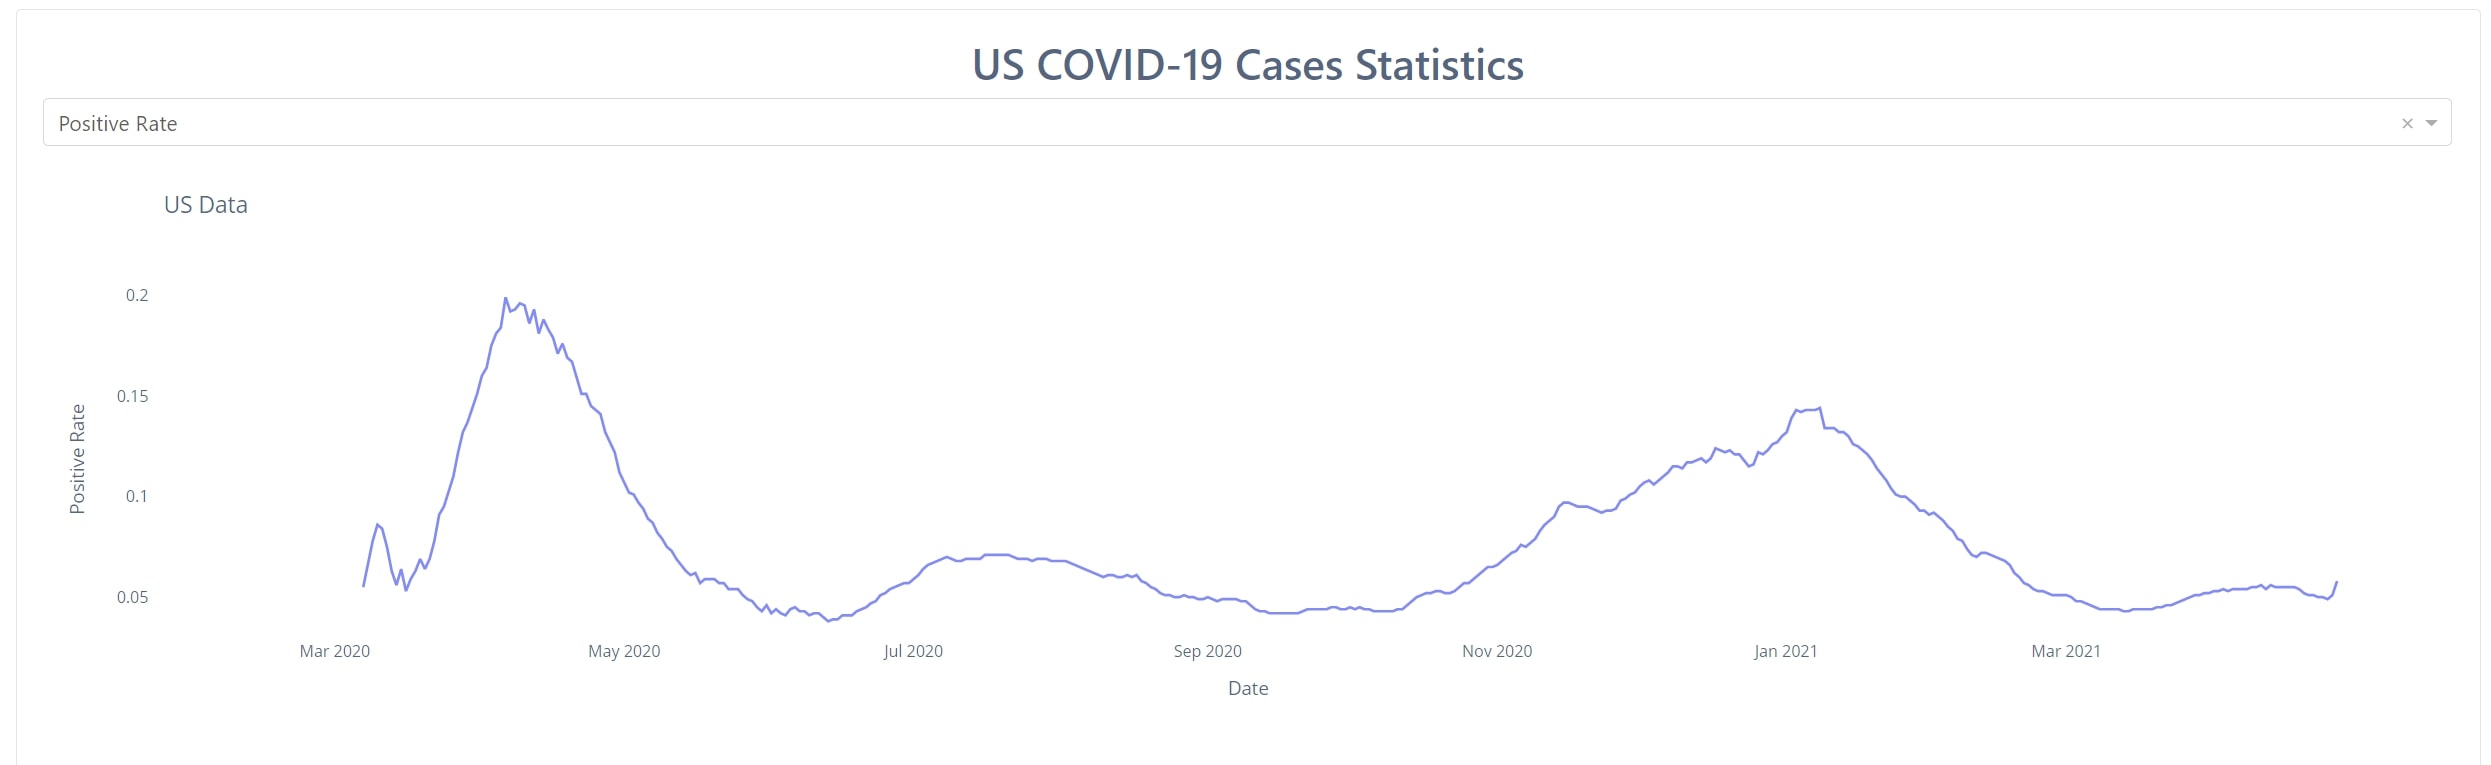 US COVID-19 Cases Statistics
Positive Rate
US Data
0.2
0.15
0.1
0.05
Positive Rate
Mar 2020 May 2020 Jul 2020 Sep 2020 Nov 2020 Jan 2021 Mar 2021
Date